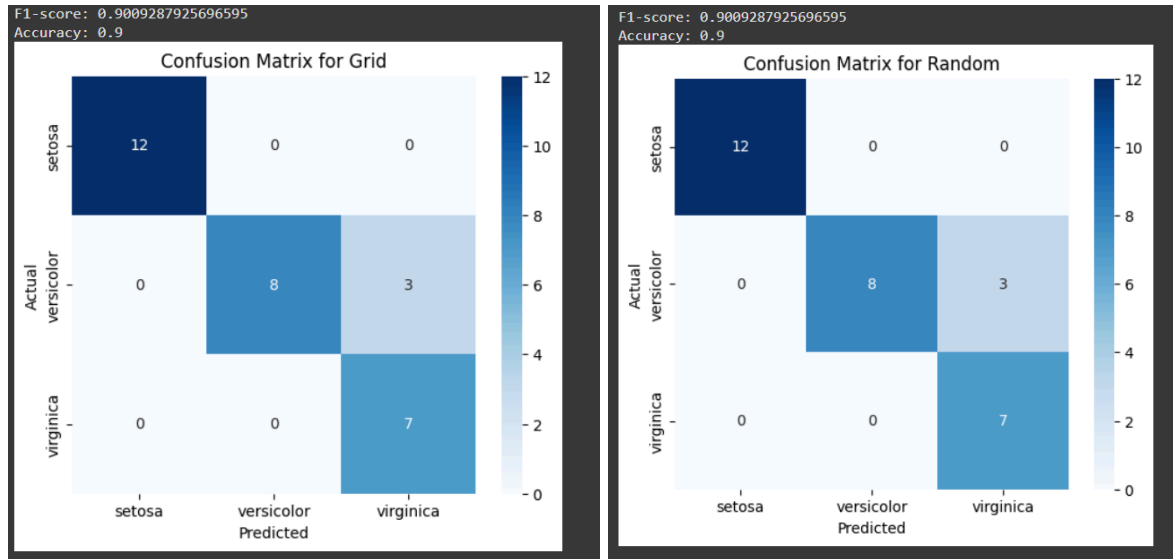 F1-score: 0.9009287925696595
Accuracy: 0.9
Confusion Matrix for Grid
12
10
8
6
4
2
0
setosa
versicolor
virginica
Actual
12 0 0
0 8 3
0 0 7
setosa versicolor virginica
Predicted
F1-score: 0.9009287925696595
Accuracy: 0.9
Confusion Matrix for Random
12
10
8
6
4
2
0
setosa
versicolor
virginica
Actual
12 0 0
0 8 3
0 0 7
setosa versicolor virginica
Predicted